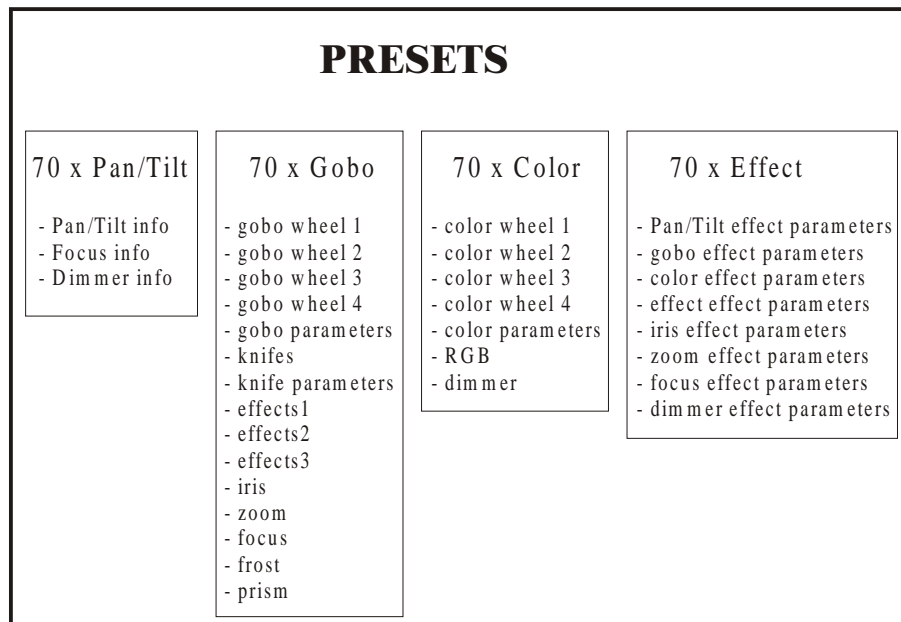 PRESETS
70 x Pan/Tilt
- Pan/Tilt info
- Focus info
- Dimmer info
70 x Gobo
- gobo wheel 1
- gobo wheel 2
- gobo wheel 3
- gobo wheel 4
- gobo parameters
- knifes
- knife parameters
- effects1
- effects2
- effects3
- iris
- zoom
- focus
- frost
- prism
70 x Color
- color wheel 1
- color wheel 2
- color wheel 3
- color wheel 4
- color parameters
- RGB
- dimmer
70 x Effect
- Pan/Tilt effect parameters
- gobo effect parameters
- color effect parameters
- effect effect parameters
- iris effect parameters
- zoom effect parameters
- focus effect parameters
- dimmer effect parameters